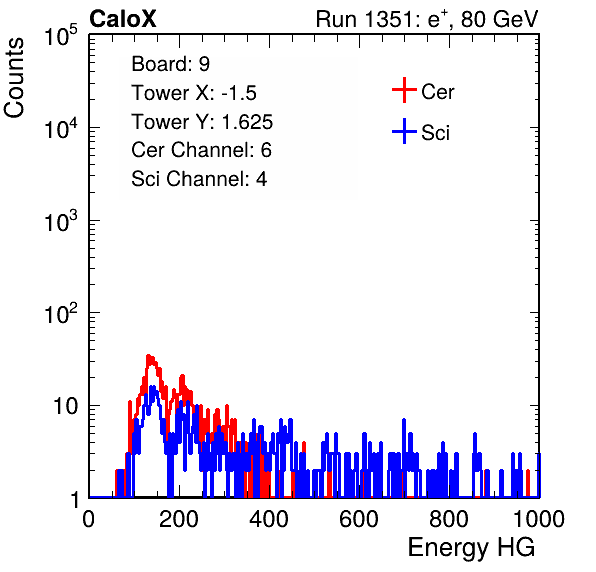 CaloX Run 1351: e⁺, 80 GeV
Counts
10⁵
10⁴
10³
10²
10
1
Board: 9
Tower X: -1.5
Tower Y: 1.625
Cer Channel: 6
Sci Channel: 4
Cer
Sci
0 200 400 600 800 1000
Energy HG